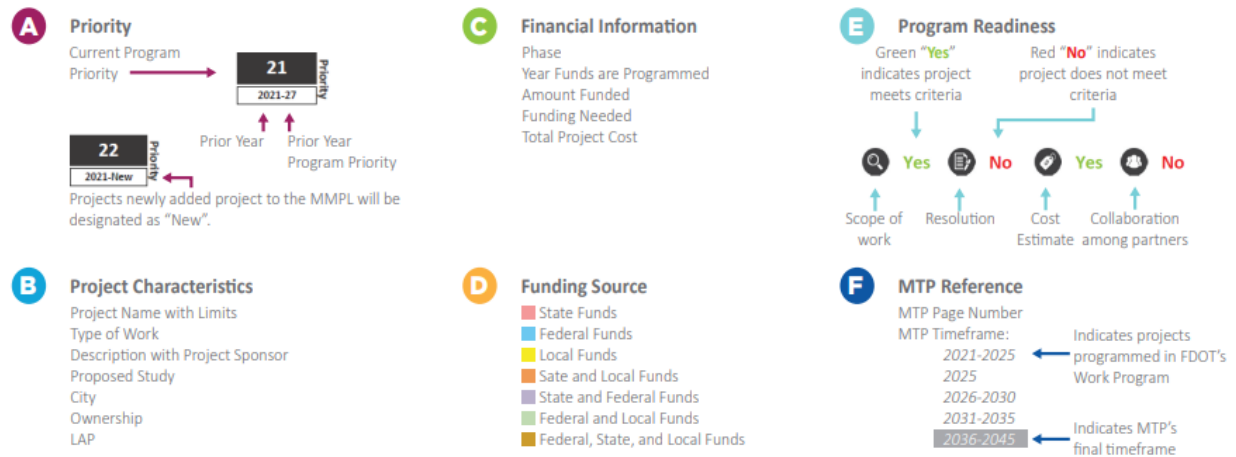 A
Priority
Current Program
Priority
21
2021-27
Priority
Prior Year
Prior Year
Program Priority
22
2021-New
Priority
Projects newly added project to the MMPL will be
designated as “New”.
C
Financial Information
Phase
Year Funds are Programmed
Amount Funded
Funding Needed
Total Project Cost
E
Program Readiness
Green “Yes”
indicates project
meets criteria
Red “No” indicates
project does not meet
criteria
Yes No Yes No
Scope of
work
Resolution
Cost
Estimate
Collaboration
among partners
B
Project Characteristics
Project Name with Limits
Type of Work
Description with Project Sponsor
Proposed Study
City
Ownership
LAP
D
Funding Source
State Funds
Federal Funds
Local Funds
Sate and Local Funds
State and Federal Funds
Federal and Local Funds
Federal, State, and Local Funds
F
MTP Reference
MTP Page Number
MTP Timeframe:
2021-2025
2025
2026-2030
2031-2035
2036-2045
Indicates projects
programmed in FDOT’s
Work Program
Indicates MTP’s
final timeframe